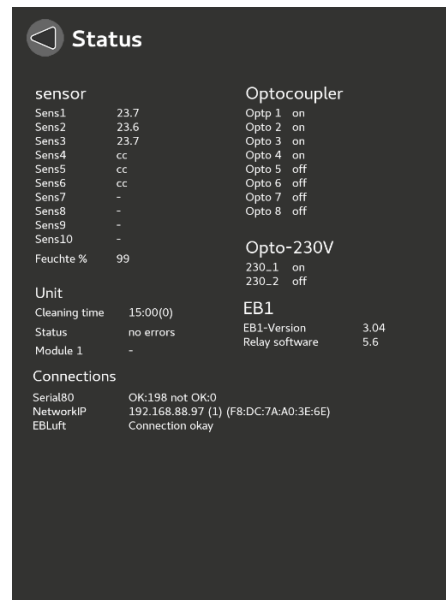 Status
sensor
Sens1 23.7
Sens2 23.6
Sens3 23.7
Sens4 cc
Sens5 cc
Sens6 cc
Sens7 -
Sens8 -
Sens9 -
Sens10 -
Feuchte % 99
Unit
Cleaning time 15:00(0)
Status no errors
Module 1 -
Optocoupler
Optp 1 on
Opto 2 on
Opto 3 on
Opto 4 on
Opto 5 off
Opto 6 off
Opto 7 off
Opto 8 off
Opto-230V
230_1 on
230_2 off
EB1
EB1-Version 3.04
Relay software 5.6
Connections
Serial80 OK:198 not OK:0
NetworkIP 192.168.88.97 (1) (F8:DC:7A:A0:3E:6E)
EBLuft Connection okay